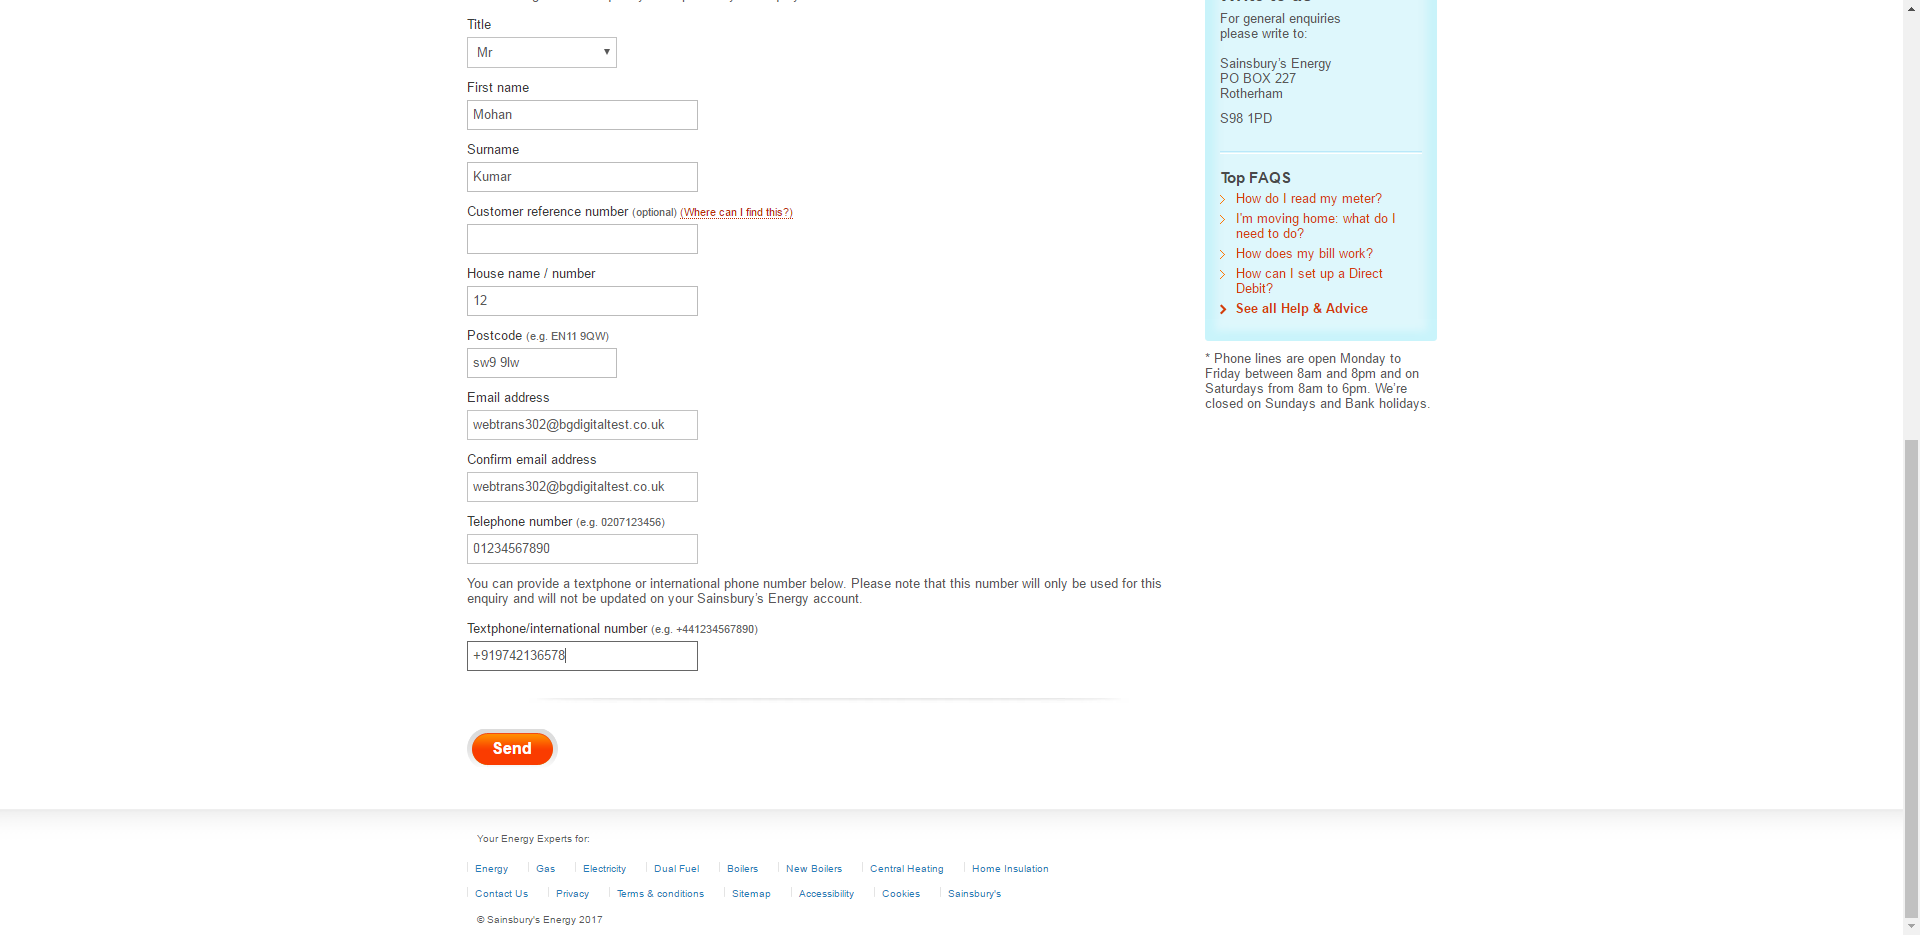 Title
Mr
First name
Mohan
Surname
Kumar
Customer reference number (optional) (Where can I find this?)
House name / number
12
Postcode (e.g. EN11 9QW)
sw9 9lw
Email address
webtrans302@bgdigitaltest.co.uk
Confirm email address
webtrans302@bgdigitaltest.co.uk
Telephone number (e.g. 0207123456)
01234567890
You can provide a textphone or international phone number below. Please note that this number will only be used for this
enquiry and will not be updated on your Sainsbury's Energy account.
Textphone/international number (e.g. +441234567890)
+919742136578
Send
For general enquiries
please write to:
Sainsbury's Energy
PO BOX 227
Rotherham
S98 1PD
Top FAQS
How do I read my meter?
I'm moving home: what do I
need to do?
How does my bill work?
How can I set up a Direct
Debit?
See all Help & Advice
* Phone lines are open Monday to
Friday between 8am and 8pm and on
Saturdays from 8am to 6pm. We're
closed on Sundays and Bank holidays.
Your Energy Experts for:
Energy Gas Electricity Dual Fuel Boilers New Boilers Central Heating Home Insulation
Contact Us Privacy Terms & conditions Sitemap Accessibility Cookies Sainsbury's
© Sainsbury's Energy 2017